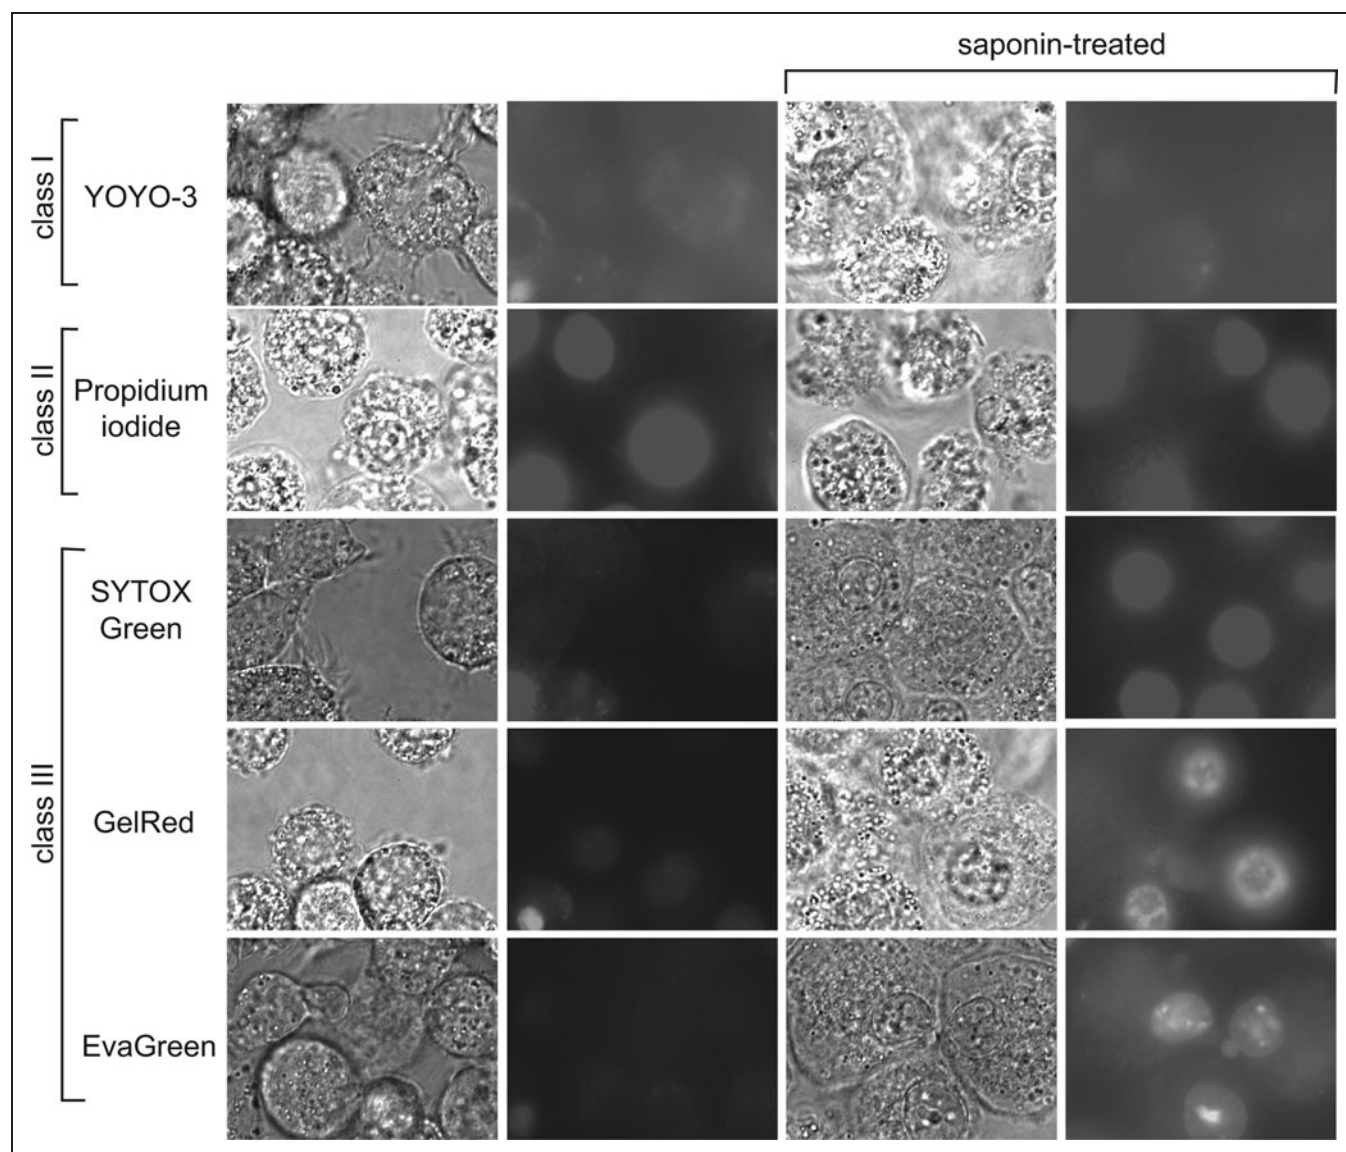 saponin-treated
class I
YOYO-3
class II
Propidium
iodide
class III
SYTOX
Green
GelRed
EvaGreen